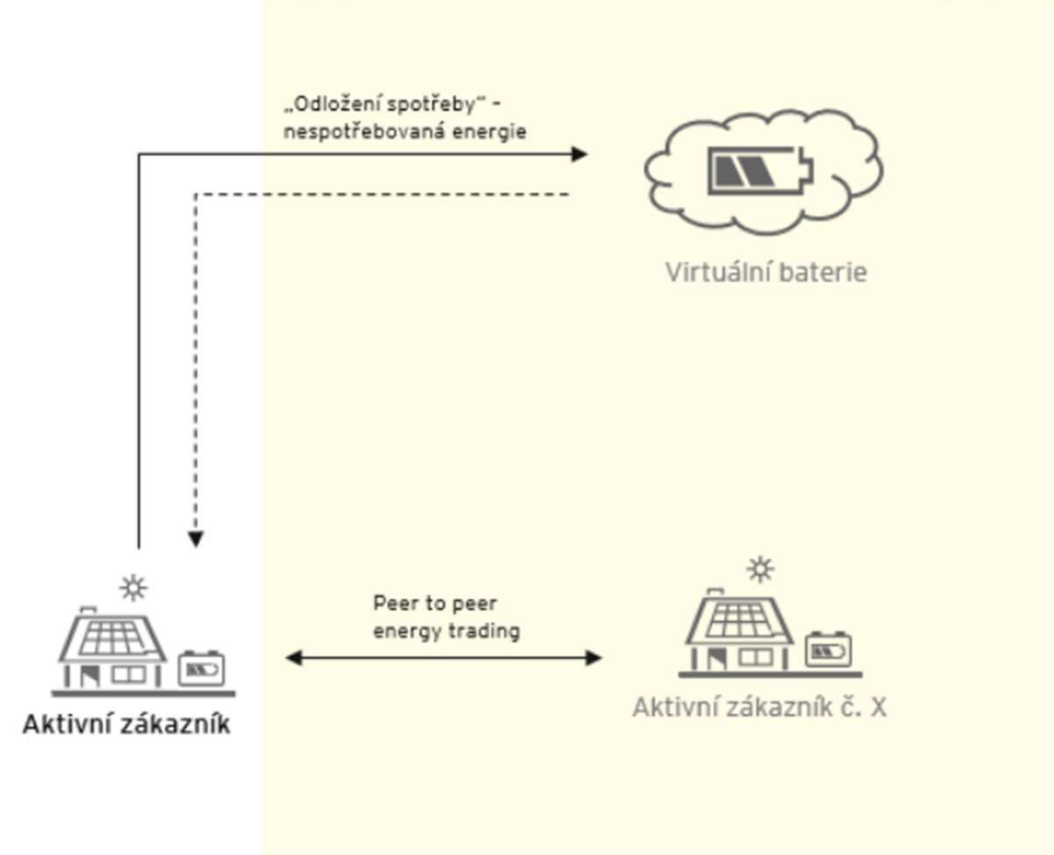 „Odložení spotřeby“ -
nespotřebovaná energie
Virtuální baterie
Peer to peer
energy trading
Aktivní zákazník
Aktivní zákazník č. X